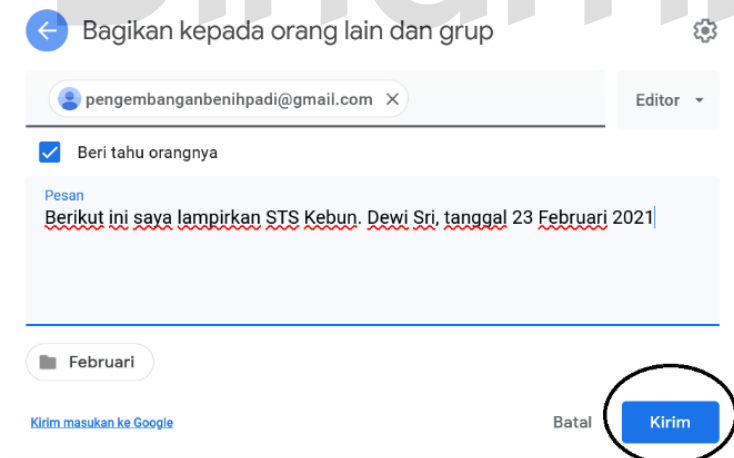 Bagikan kepada orang lain dan grup
pengembanganbenihpadi@gmail.com
Editor
Beri tahu orangnya
Pesan
Berikut ini saya lampirkan STS Kebun. Dewi Sri, tanggal 23 Februari 2021
Februari
Kirim masukan ke Google
Batal
Kirim